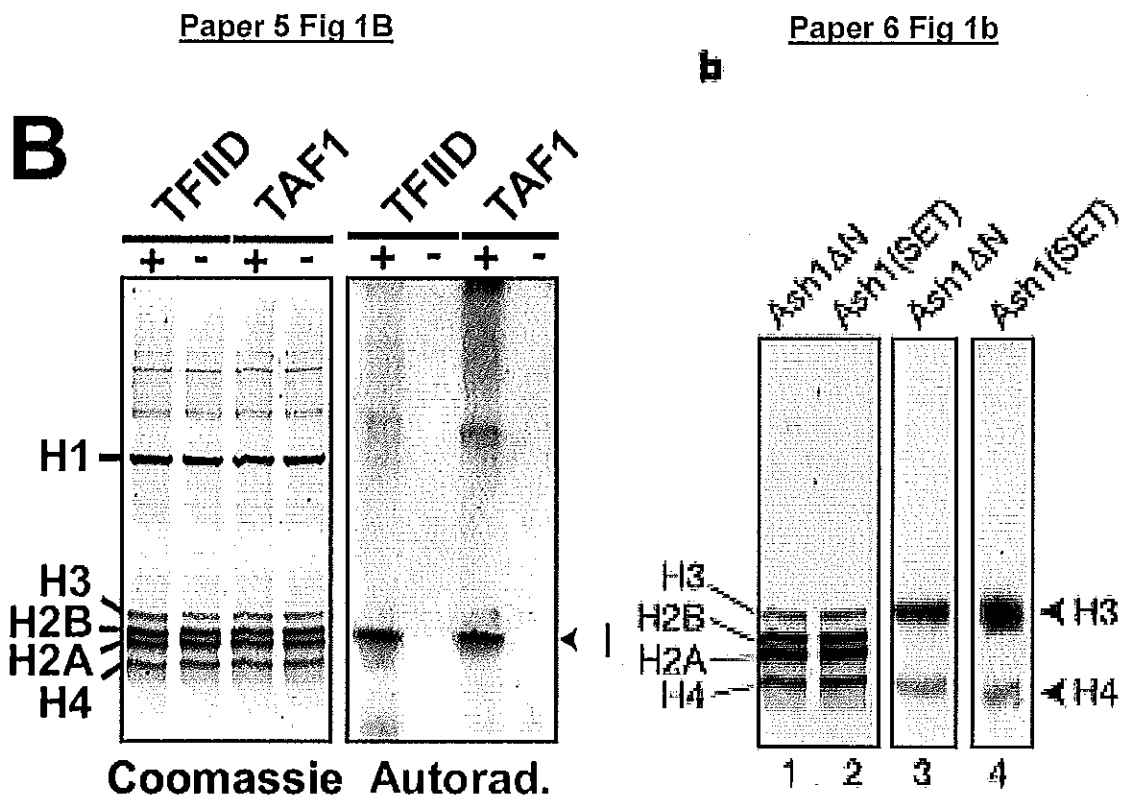 Paper 5 Fig 1B
Paper 6 Fig 1b
B
TFIID TAF1 TFIID TAF1
+ - + - + - + -
H1
H3
H2B
H2A
H4
Coomassie Autorad.
b
Ash1ΔN Ash1(SET) Ash1ΔN Ash1(SET)
H3
H2B
H2A
H4
H3
H4
1 2 3 4